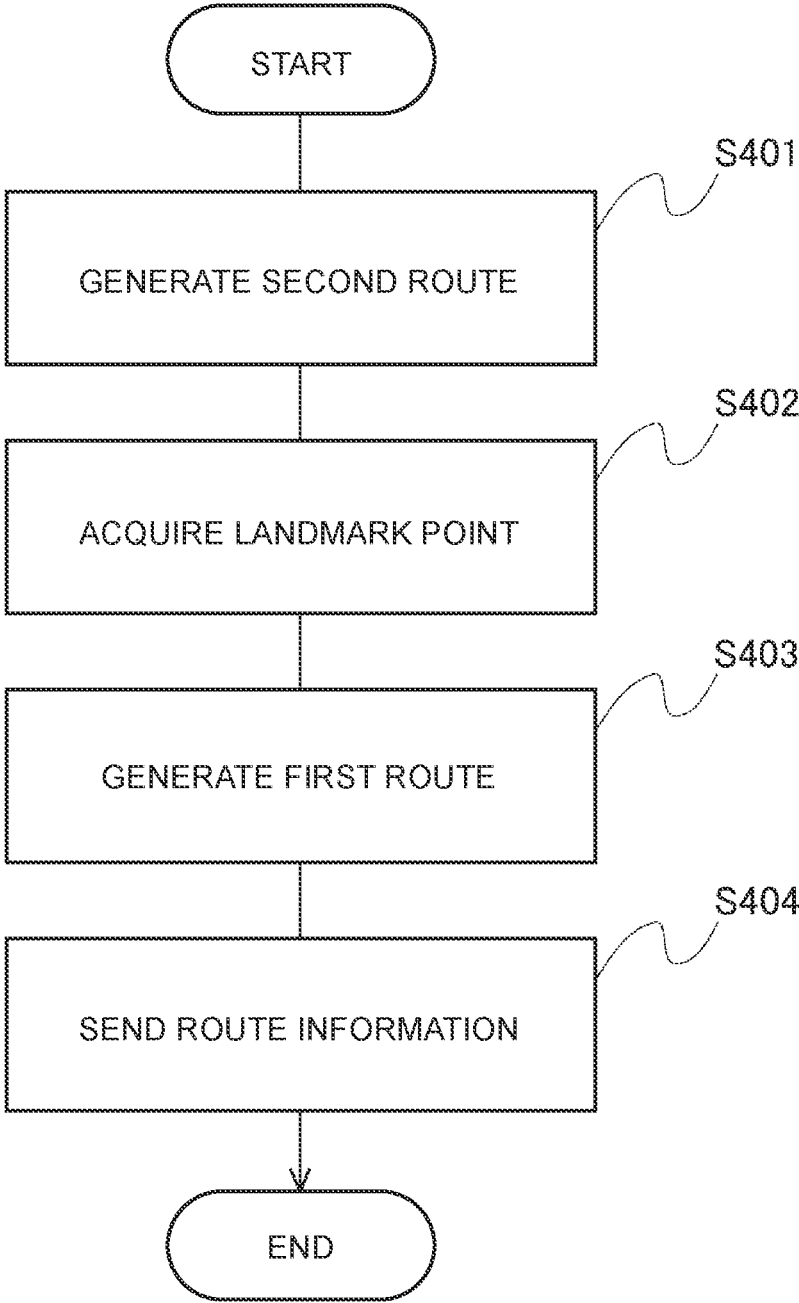 START
S401
GENERATE SECOND ROUTE
S402
ACQUIRE LANDMARK POINT
S403
GENERATE FIRST ROUTE
S404
SEND ROUTE INFORMATION
END